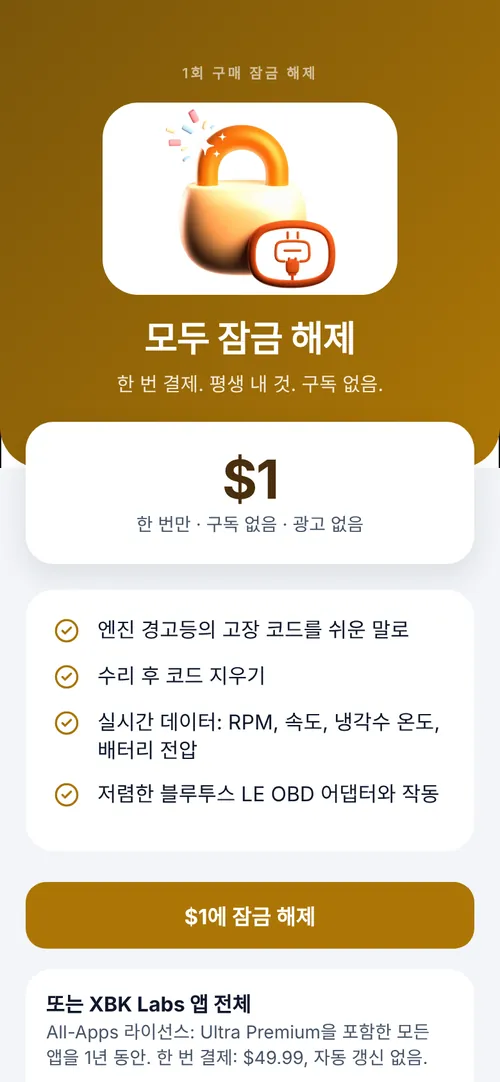 1회 구매 잠금 해제
모두 잠금 해제
한 번 결제. 평생 내 것. 구독 없음.
$1
한 번만 · 구독 없음 · 광고 없음
엔진 경고등의 고장 코드를 쉬운 말로
수리 후 코드 지우기
실시간 데이터: RPM, 속도, 냉각수 온도,
배터리 전압
저렴한 블루투스 LE OBD 어댑터와 작동
$1에 잠금 해제
또는 XBK Labs 앱 전체
All-Apps 라이선스: Ultra Premium을 포함한 모든
앱을 1년 동안. 한 번 결제: $49.99, 자동 갱신 없음.